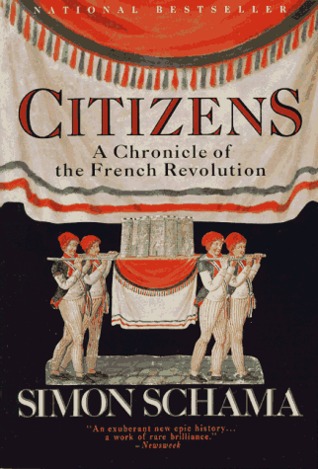 NATIONAL BESTSELLER
CITIZENS
A Chronicle of
the French Revolution
SIMON SCHAMA
"An exuberant new epic history...
a work of rare brilliance."
–Newsweek